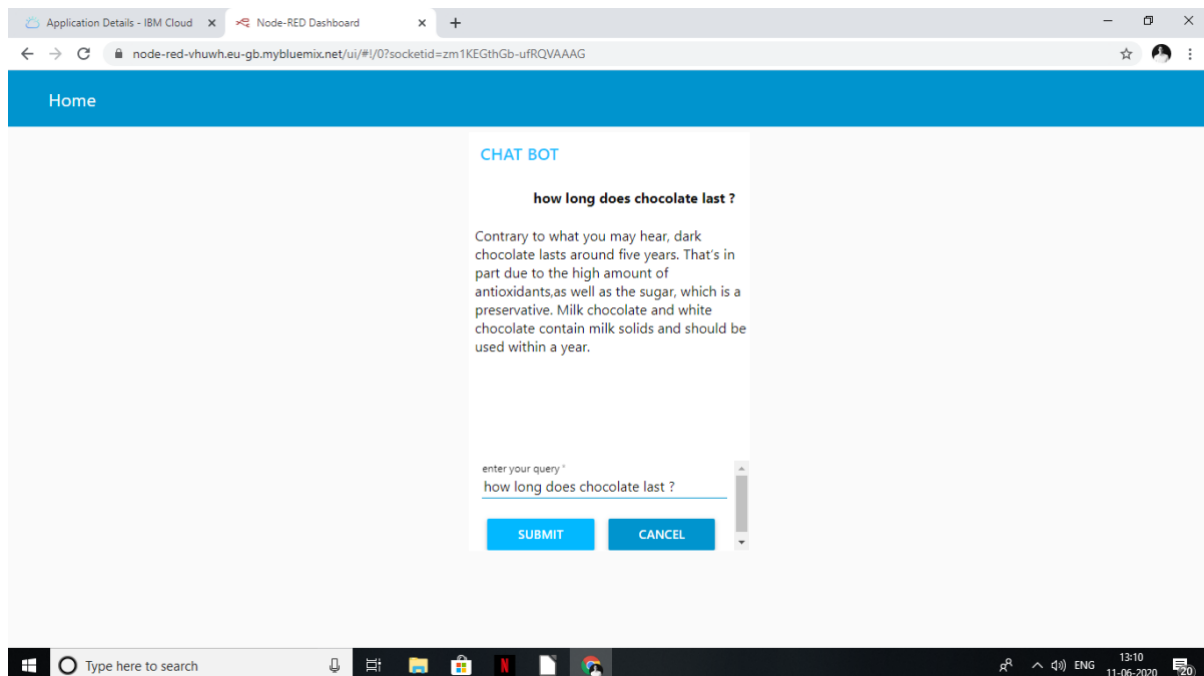 Application Details - IBM Cloud
Node-RED Dashboard
node-red-vhuwh.eu-gb.mybluemix.net/ui/#!/0?socketid=zm1KEGthGb-ufRQVAAAG
Home
CHAT BOT
how long does chocolate last ?
Contrary to what you may hear, dark
chocolate lasts around five years. That's in
part due to the high amount of
antioxidants,as well as the sugar, which is a
preservative. Milk chocolate and white
chocolate contain milk solids and should be
used within a year.
enter your query *
how long does chocolate last ?
SUBMIT
CANCEL
Type here to search
N
ENG
13:10
11-06-2020
20